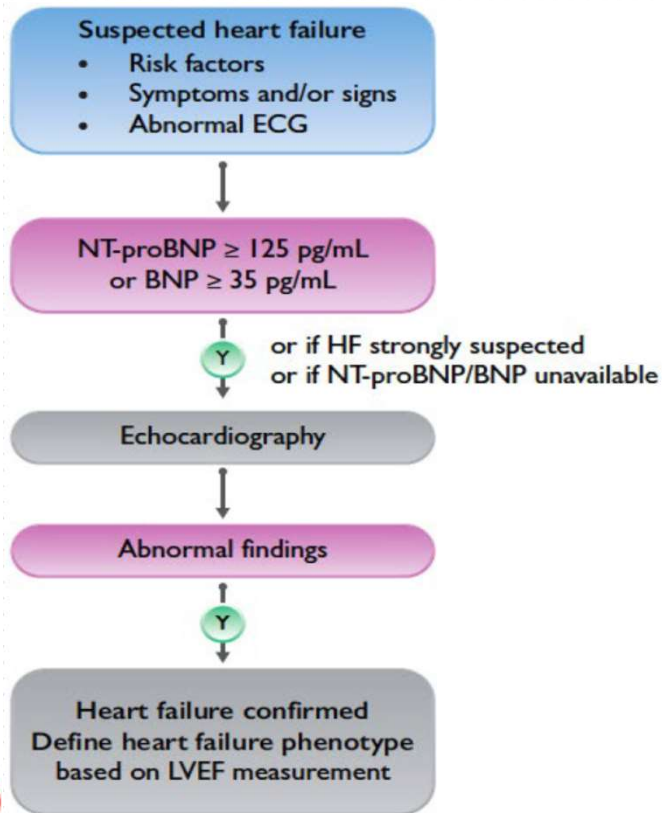 Suspected heart failure
• Risk factors
• Symptoms and/or signs
• Abnormal ECG
NT-proBNP ≥ 125 pg/mL
or BNP ≥ 35 pg/mL
Y
or if HF strongly suspected
or if NT-proBNP/BNP unavailable
Echocardiography
Abnormal findings
Y
Heart failure confirmed
Define heart failure phenotype
based on LVEF measurement